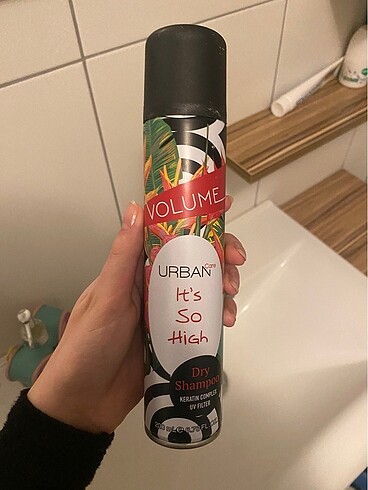 VOLUME
URBAN Care
It's
So
High
Dry
Shampoo
KERATIN COMPLEX
UV FILTER